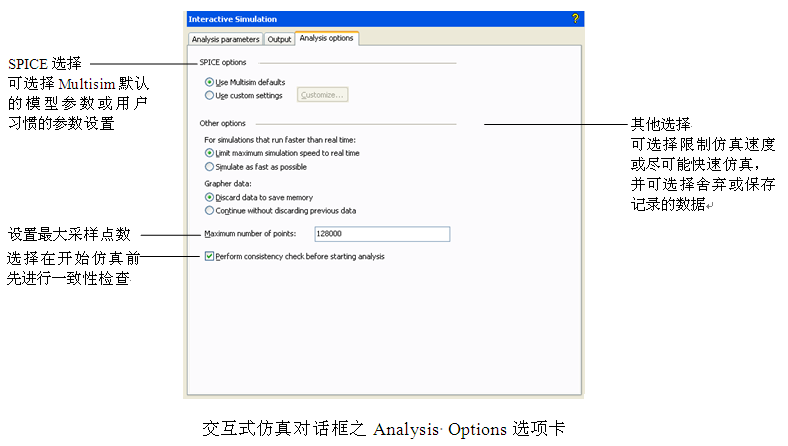 Interactive Simulation
?
Analysis parameters
Output
Analysis options
SPICE options
Use Multisim defaults
Use custom settings
Customize...
Other options
For simulations that run faster than real time:
Limit maximum simulation speed to real time
Simulate as fast as possible
Grapher data:
Discard data to save memory
Continue without discarding previous data
Maximum number of points:
128000
Perform consistency check before starting analysis
SPICE 选择
可选择 Multisim 默认
的模型参数或用户
习惯的参数设置
设置最大采样点数
选择在开始仿真前
先进行一致性检查
其他选择
可选择限制仿真速度
或尽可能快速仿真，
并可选择舍弃或保存
记录的数据↵
交互式仿真对话框之 Analysis Options 选项卡